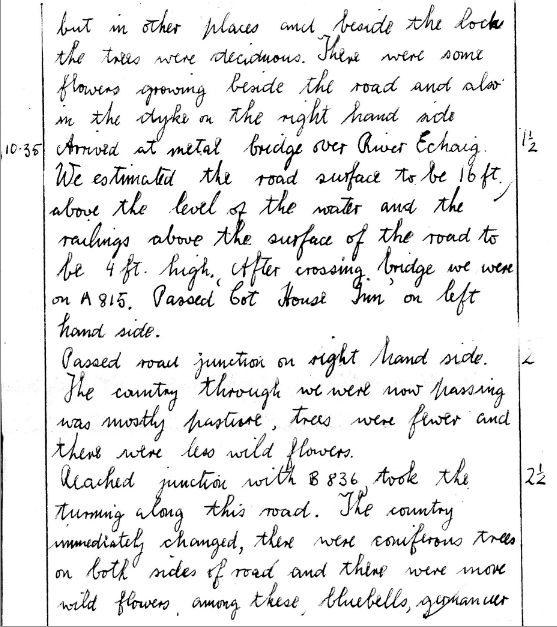 but in other places and beside the lock
the trees were deciduous. There were some
flowers growing beside the road and also
in the dyke on the right hand side
10·35 Arrived at metal bridge over River Echaig. 1½
We estimated the road surface to be 16 ft.,
above the level of the water and the
railings above the surface of the road to
be 4 ft. high. After crossing bridge we were
on A 815. Passed Cot House Inn on left
hand side.
Passed road junction on right hand side. 2
The country through we were now passing
was mostly pasture, trees were fewer and
there were less wild flowers.
Reached junction with B 836, took the 2½
turning along this road. The country
immediately changed, there were coniferous trees
on both sides of road and there were more
wild flowers, among these, bluebells, germander